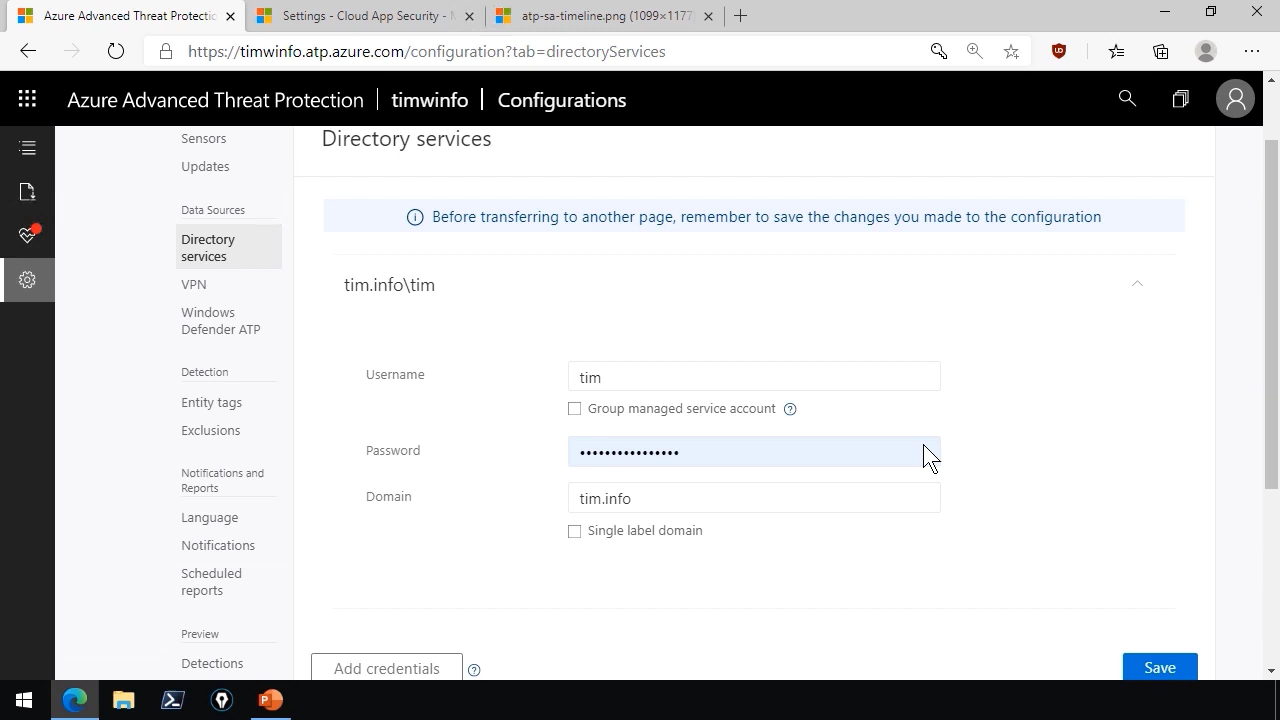 Azure Advanced Threat Protectic
Settings - Cloud App Security - M
atp-sa-timeline.png (1099×1177
https://timwinfo.atp.azure.com/configuration?tab=directoryServices
Azure Advanced Threat Protection | timwinfo | Configurations
Sensors
Updates
Data Sources
Directory
services
VPN
Windows
Defender ATP
Detection
Entity tags
Exclusions
Notifications and
Reports
Language
Notifications
Scheduled
reports
Preview
Detections
Directory services
Before transferring to another page, remember to save the changes you made to the configuration
tim.info\tim
Username
tim
Group managed service account
Password
••••••••••••••••
Domain
tim.info
Single label domain
Add credentials
Save